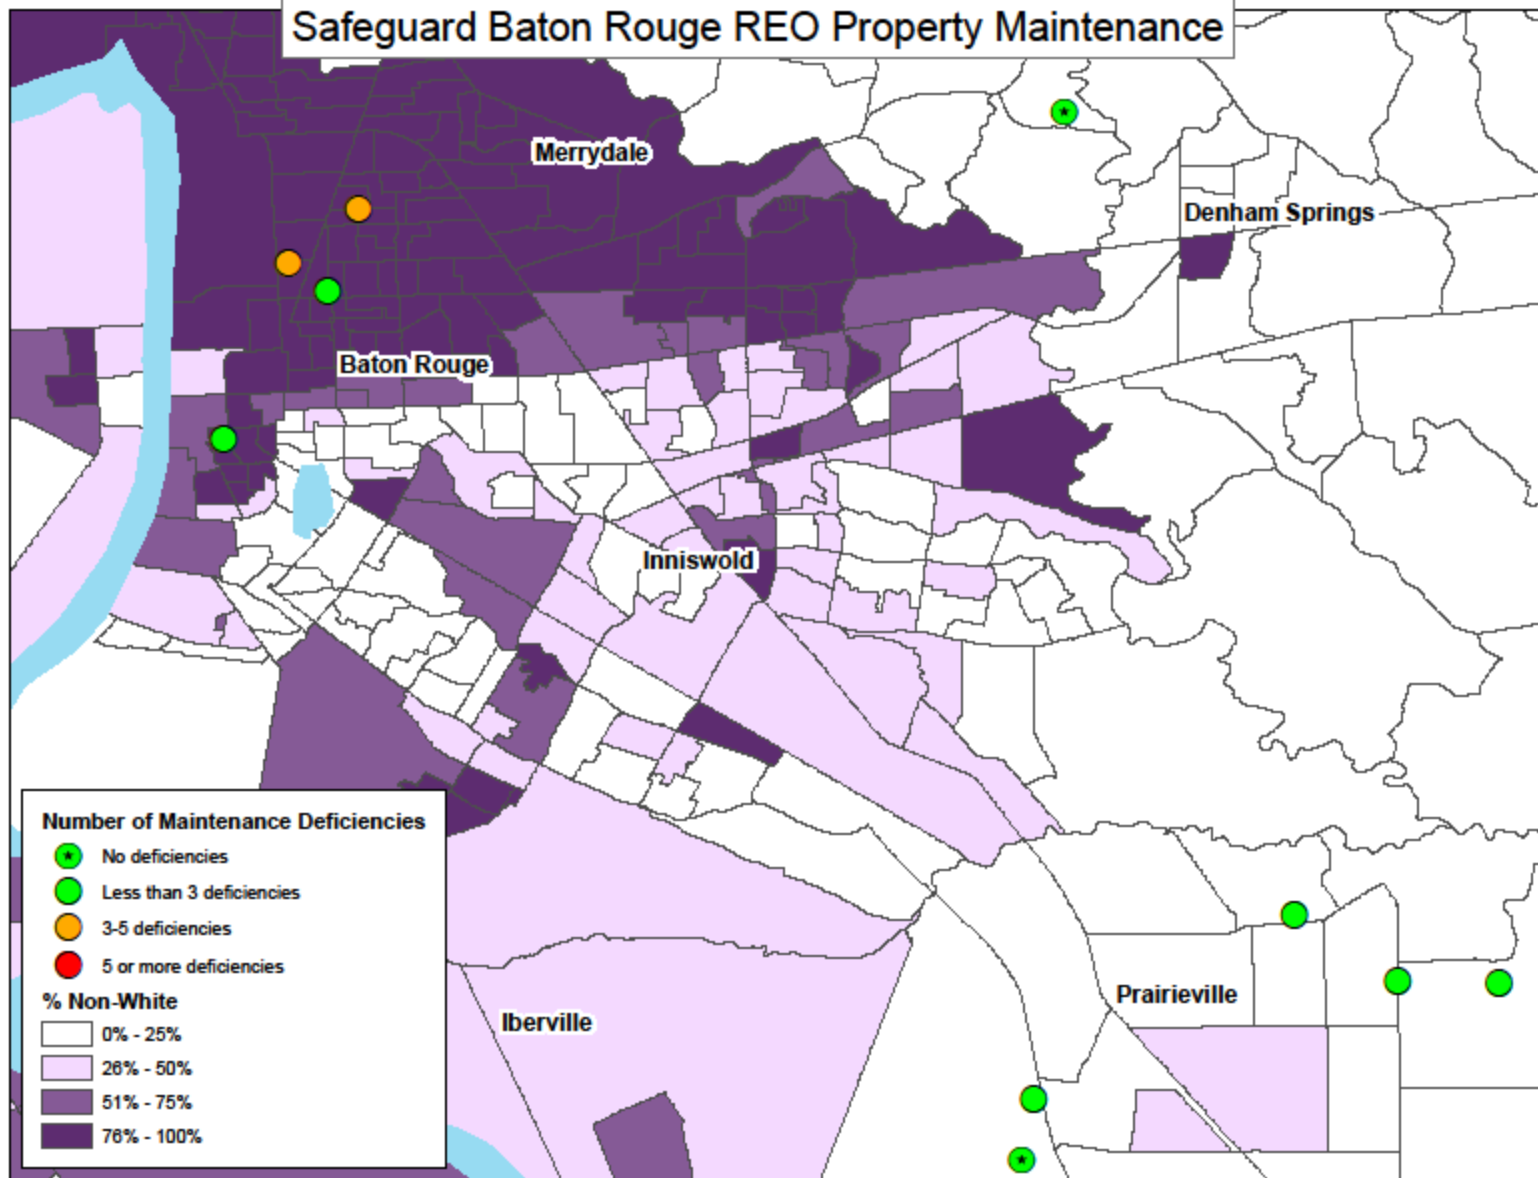 Safeguard Baton Rouge REO Property Maintenance
Merrydale
Denham Springs
Baton Rouge
Inniswold
Number of Maintenance Deficiencies
No deficiencies
Less than 3 deficiencies
3-5 deficiencies
5 or more deficiencies
% Non-White
0% - 25%
26% - 50%
51% - 75%
76% - 100%
Prairieville
Iberville